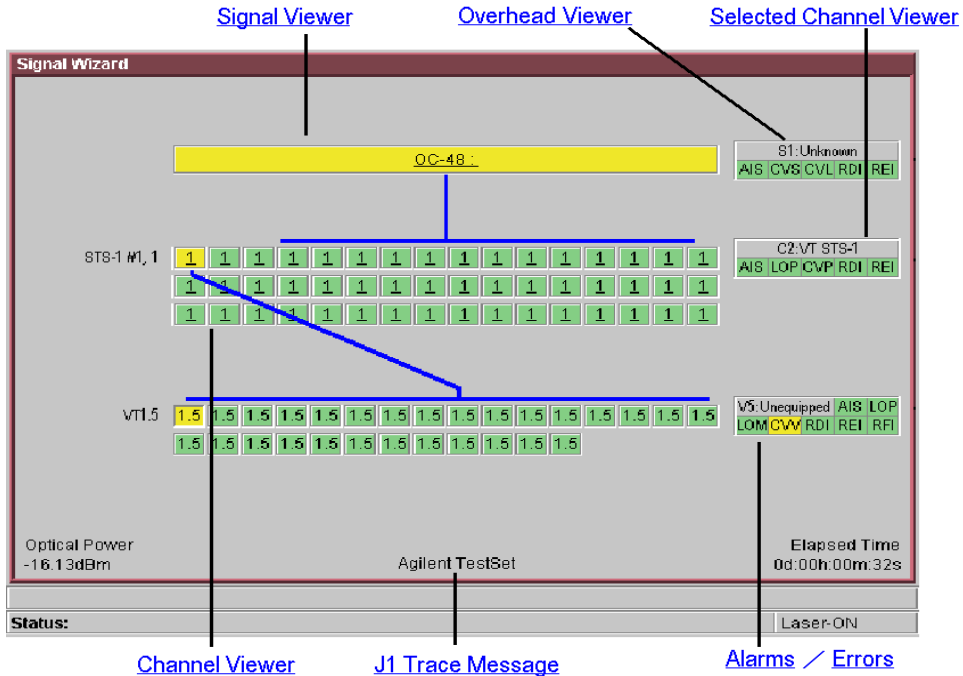 Signal Viewer
Overhead Viewer
Selected Channel Viewer
Signal Wizard
OC-48 :
S1:Unknown
AIS CVS CVL RDI REI
STS-1 #1, 1
1 1 1 1 1 1 1 1 1 1 1 1 1 1 1 1
1 1 1 1 1 1 1 1 1 1 1 1 1 1 1 1
1 1 1 1 1 1 1 1 1 1 1 1 1 1 1 1
C2:VT STS-1
AIS LOP CVP RDI REI
VT1.5
1.5 1.5 1.5 1.5 1.5 1.5 1.5 1.5 1.5 1.5 1.5 1.5 1.5 1.5 1.5 1.5
1.5 1.5 1.5 1.5 1.5 1.5 1.5 1.5 1.5 1.5 1.5 1.5
V5:Unequipped AIS LOP
LOM CVV RDI REI RFI
Optical Power
-16.13dBm
Agilent TestSet
Elapsed Time
0d:00h:00m:32s
Status:
Laser-ON
Channel Viewer
J1 Trace Message
Alarms / Errors